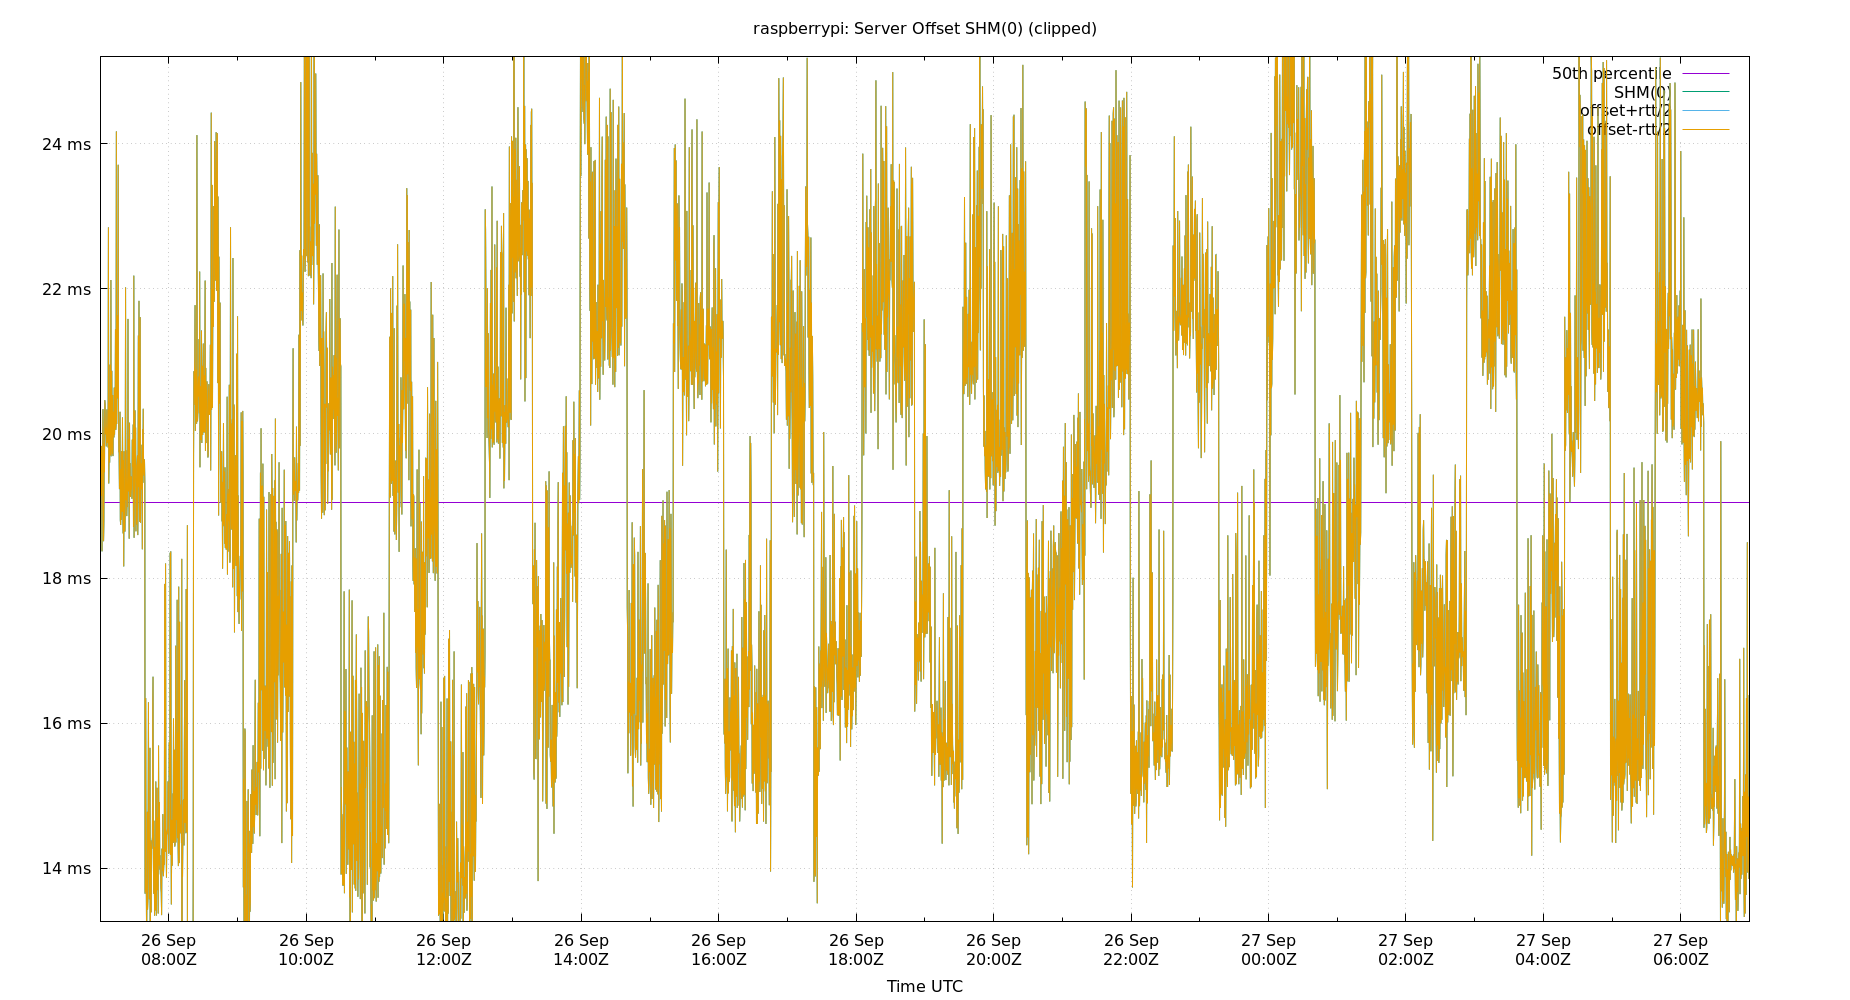 raspberrypi: Server Offset SHM(0) (clipped)
50th percentile
SHM(0)
offset+rtt/2
offset-rtt/2
24 ms
22 ms
20 ms
18 ms
16 ms
14 ms
26 Sep 26 Sep 26 Sep 26 Sep 26 Sep 26 Sep 26 Sep 26 Sep 27 Sep 27 Sep 27 Sep 27 Sep
08:00Z 10:00Z 12:00Z 14:00Z 16:00Z 18:00Z 20:00Z 22:00Z 00:00Z 02:00Z 04:00Z 06:00Z
Time UTC